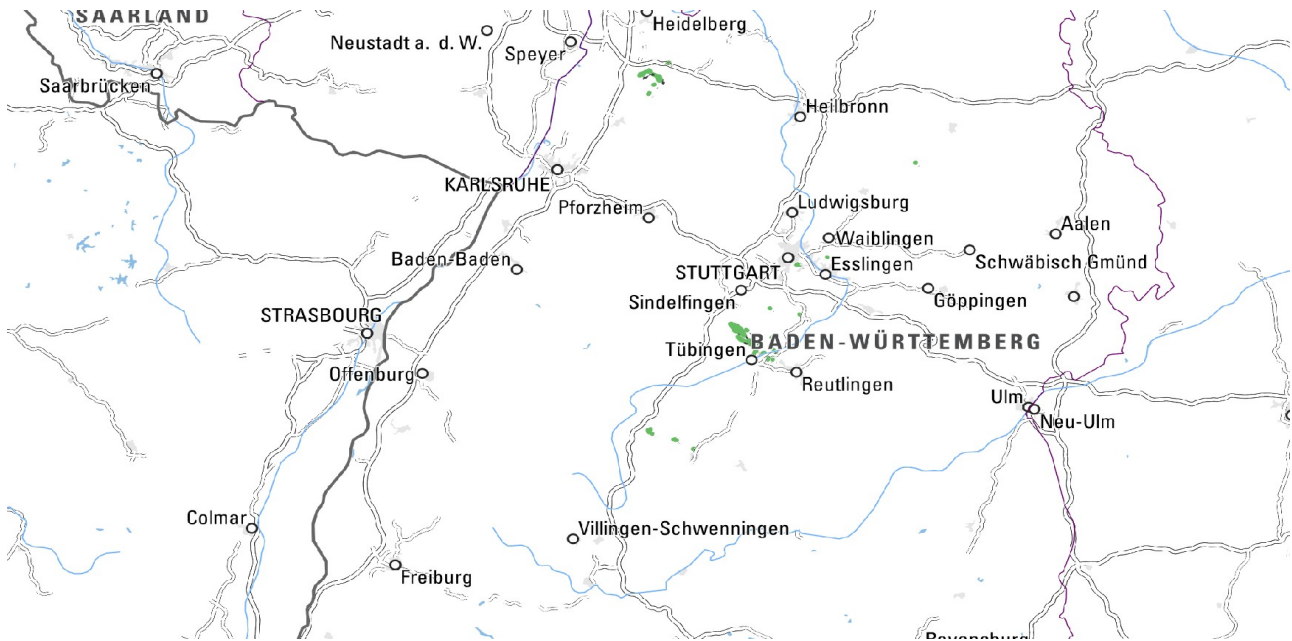 SAARLAND
Heidelberg
Neustadt a. d. W.
Speyer
Saarbrücken
Heilbronn
KARLSRUHE
Pforzheim
Ludwigsburg
Aalen
Waiblingen
Baden-Baden
STUTTGART
Esslingen
Schwäbisch Gmünd
Sindelfingen
Göppingen
STRASBOURG
BADEN-WÜRTTEMBERG
Tübingen
Offenburg
Reutlingen
Ulm
Neu-Ulm
Colmar
Villingen-Schwenningen
Freiburg
Ravensburg